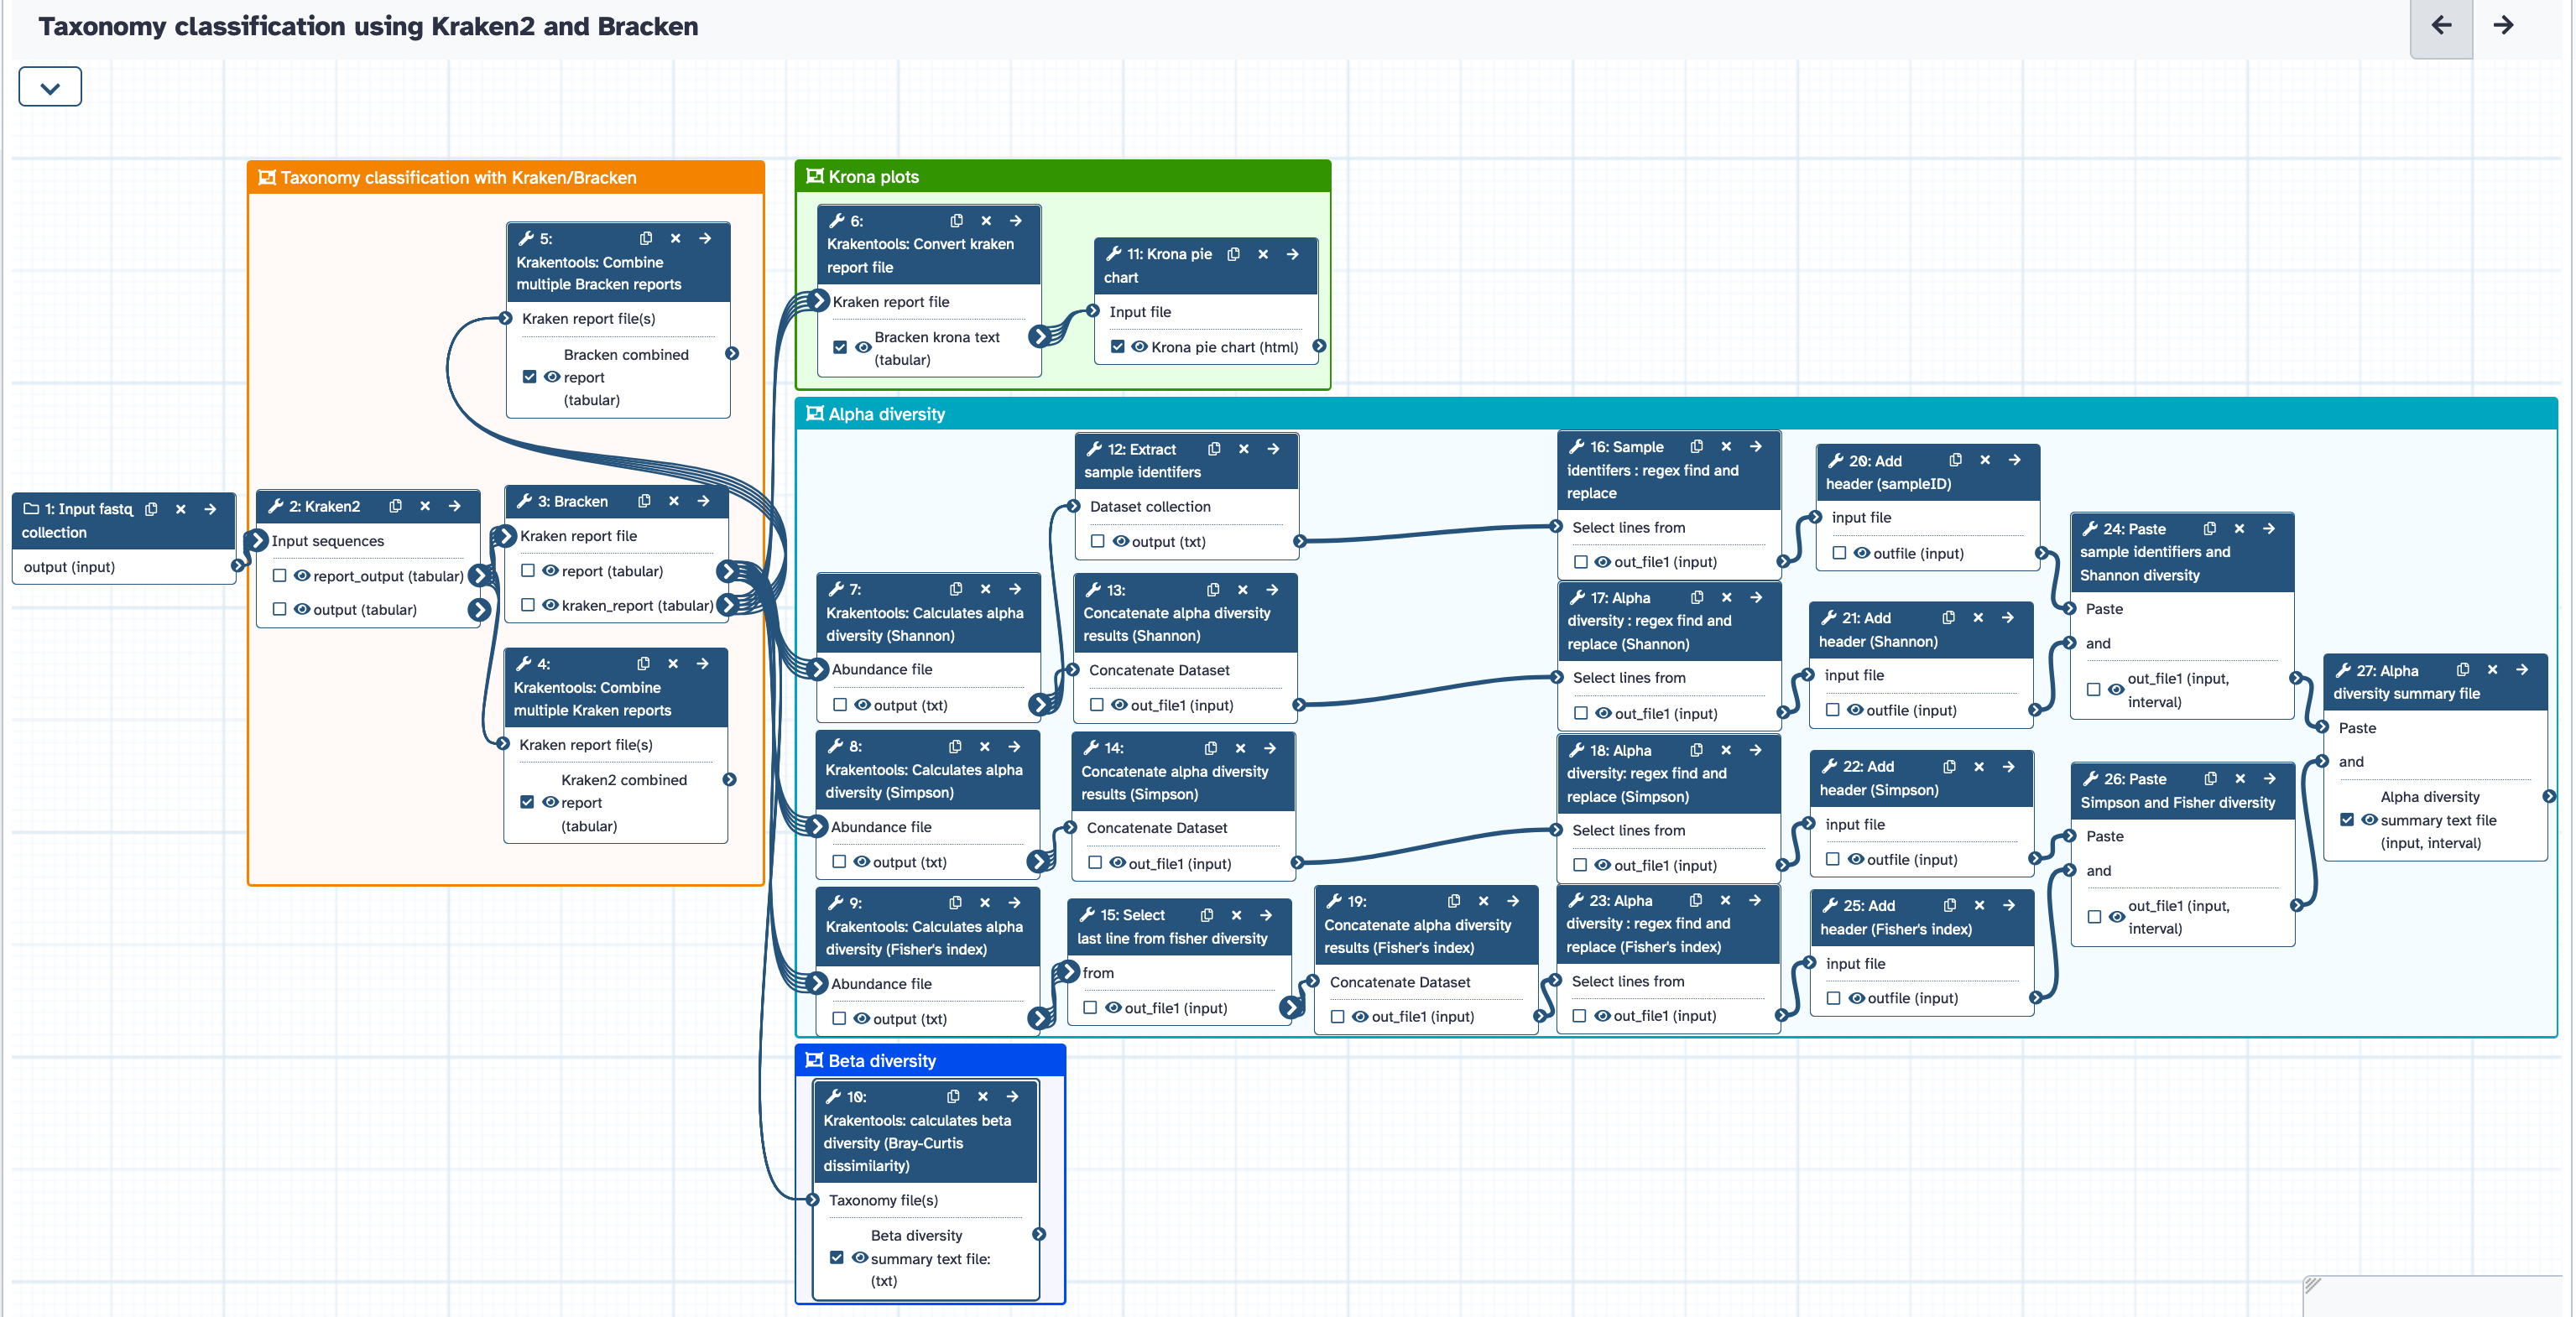 Taxonomy classification using Kraken2 and Bracken
Taxonomy classification with Kraken/Bracken
5:
Krakentools: Combine
multiple Bracken reports
Kraken report file(s)
Bracken combined
report
(tabular)
1: Input fastq
collection
output (input)
2: Kraken2
Input sequences
report_output (tabular)
output (tabular)
3: Bracken
Kraken report file
report (tabular)
kraken_report (tabular)
4:
Krakentools: Combine
multiple Kraken reports
Kraken report file(s)
Kraken2 combined
report
(tabular)
Krona plots
6:
Krakentools: Convert kraken
report file
Kraken report file
Bracken krona text
(tabular)
11: Krona pie
chart
Input file
Krona pie chart (html)
Alpha diversity
7:
Krakentools: Calculates alpha
diversity (Shannon)
Abundance file
output (txt)
8:
Krakentools: Calculates alpha
diversity (Simpson)
Abundance file
output (txt)
9:
Krakentools: Calculates alpha
diversity (Fisher's index)
Abundance file
output (txt)
12: Extract
sample identifers
Dataset collection
output (txt)
13:
Concatenate alpha diversity
results (Shannon)
Concatenate Dataset
out_file1 (input)
14:
Concatenate alpha diversity
results (Simpson)
Concatenate Dataset
out_file1 (input)
15: Select
last line from fisher diversity
from
out_file1 (input)
19:
Concatenate alpha diversity
results (Fisher's index)
Concatenate Dataset
out_file1 (input)
16: Sample
identifers : regex find and
replace
Select lines from
out_file1 (input)
17: Alpha
diversity : regex find and
replace (Shannon)
Select lines from
out_file1 (input)
18: Alpha
diversity: regex find and
replace (Simpson)
Select lines from
out_file1 (input)
23: Alpha
diversity : regex find and
replace (Fisher's index)
Select lines from
out_file1 (input)
20: Add
header (sampleID)
input file
outfile (input)
21: Add
header (Shannon)
input file
outfile (input)
22: Add
header (Simpson)
input file
outfile (input)
25: Add
header (Fisher's index)
input file
outfile (input)
24: Paste
sample identifiers and
Shannon diversity
Paste
and
out_file1 (input,
interval)
26: Paste
Simpson and Fisher diversity
Paste
and
out_file1 (input,
interval)
27: Alpha
diversity summary file
Paste
and
Alpha diversity
summary text file
(input, interval)
Beta diversity
10:
Krakentools: calculates beta
diversity (Bray-Curtis
dissimilarity)
Taxonomy file(s)
Beta diversity
summary text file:
(txt)